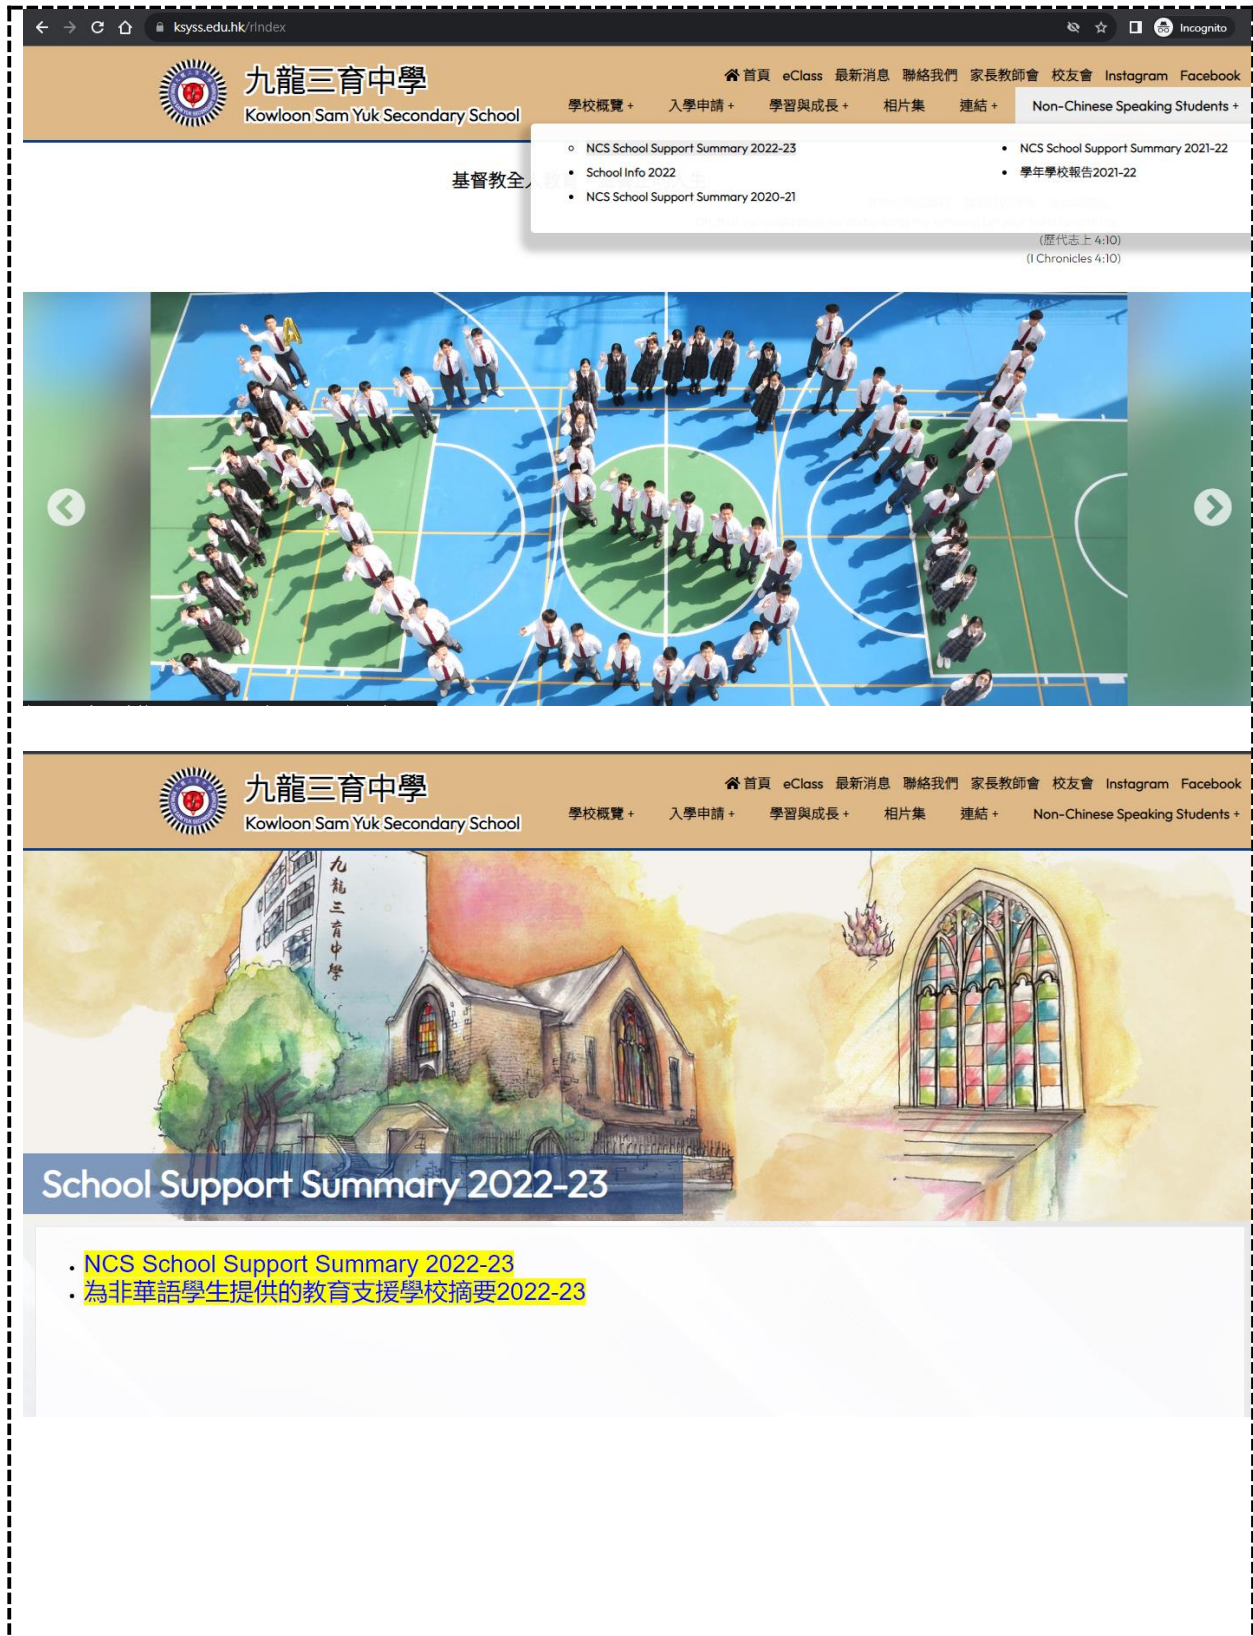 ksyss.edu.hk/rIndex
Incognito
九龍三育中學
Kowloon Sam Yuk Secondary School
首頁 eClass 最新消息 聯絡我們 家長教師會 校友會 Instagram Facebook
學校概覽 + 入學申請 + 學習與成長 + 相片集 連結 + Non-Chinese Speaking Students +
NCS School Support Summary 2022-23
School Info 2022
NCS School Support Summary 2020-21
NCS School Support Summary 2021-22
學年學校報告2021-22
基督教全人
(歷代志上 4:10)
(I Chronicles 4:10)
A
九龍三育中學
Kowloon Sam Yuk Secondary School
首頁 eClass 最新消息 聯絡我們 家長教師會 校友會 Instagram Facebook
學校概覽 + 入學申請 + 學習與成長 + 相片集 連結 + Non-Chinese Speaking Students +
九龍三育中學
School Support Summary 2022-23
NCS School Support Summary 2022-23
為非華語學生提供的教育支援學校摘要2022-23